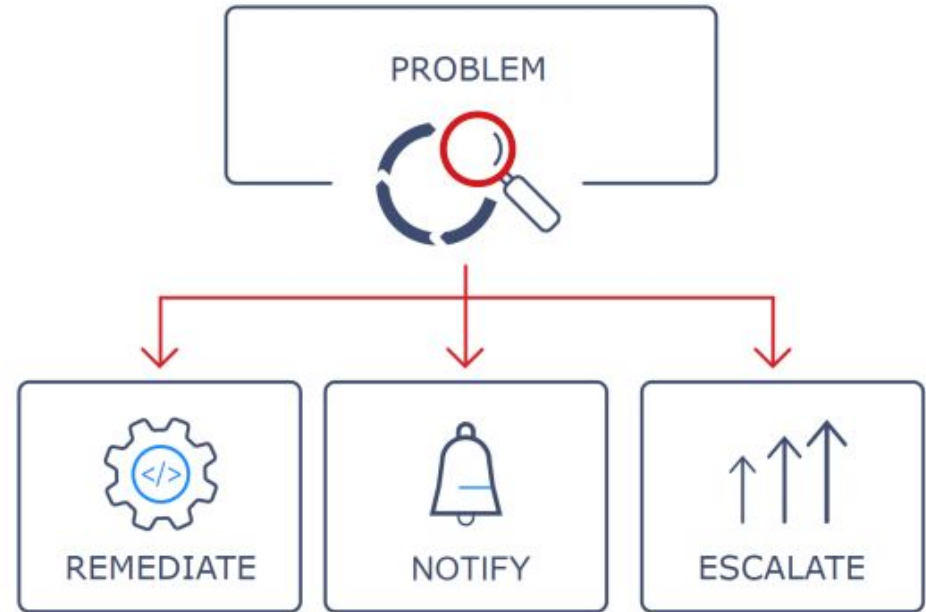 PROBLEM
</>
REMEDIATE
NOTIFY
ESCALATE